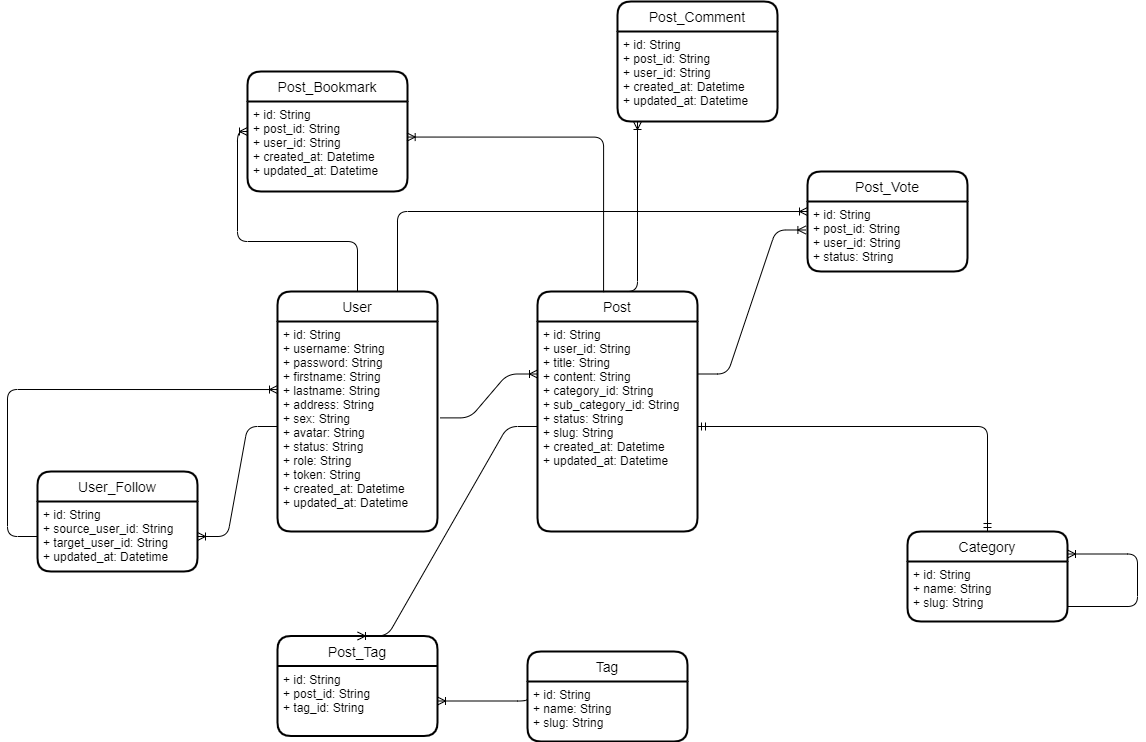 Post_Comment
+ id: String
+ post_id: String
+ user_id: String
+ created_at: Datetime
+ updated_at: Datetime
Post_Bookmark
+ id: String
+ post_id: String
+ user_id: String
+ created_at: Datetime
+ updated_at: Datetime
Post_Vote
+ id: String
+ post_id: String
+ user_id: String
+ status: String
User
+ id: String
+ username: String
+ password: String
+ firstname: String
+ lastname: String
+ address: String
+ sex: String
+ avatar: String
+ status: String
+ role: String
+ token: String
+ created_at: Datetime
+ updated_at: Datetime
Post
+ id: String
+ user_id: String
+ title: String
+ content: String
+ category_id: String
+ sub_category_id: String
+ status: String
+ slug: String
+ created_at: Datetime
+ updated_at: Datetime
User_Follow
+ id: String
+ source_user_id: String
+ target_user_id: String
+ updated_at: Datetime
Category
+ id: String
+ name: String
+ slug: String
Post_Tag
+ id: String
+ post_id: String
+ tag_id: String
Tag
+ id: String
+ name: String
+ slug: String